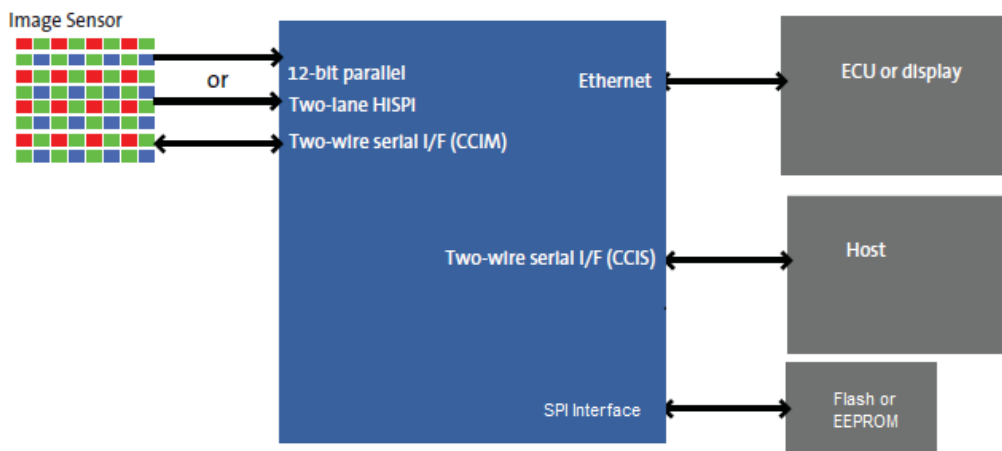 Image Sensor
or
12-bit parallel
Two-lane HISPI
Two-wire serial I/F (CCIM)
Ethernet
ECU or display
Two-wire serial I/F (CCIS)
Host
SPI Interface
Flash or
EEPROM